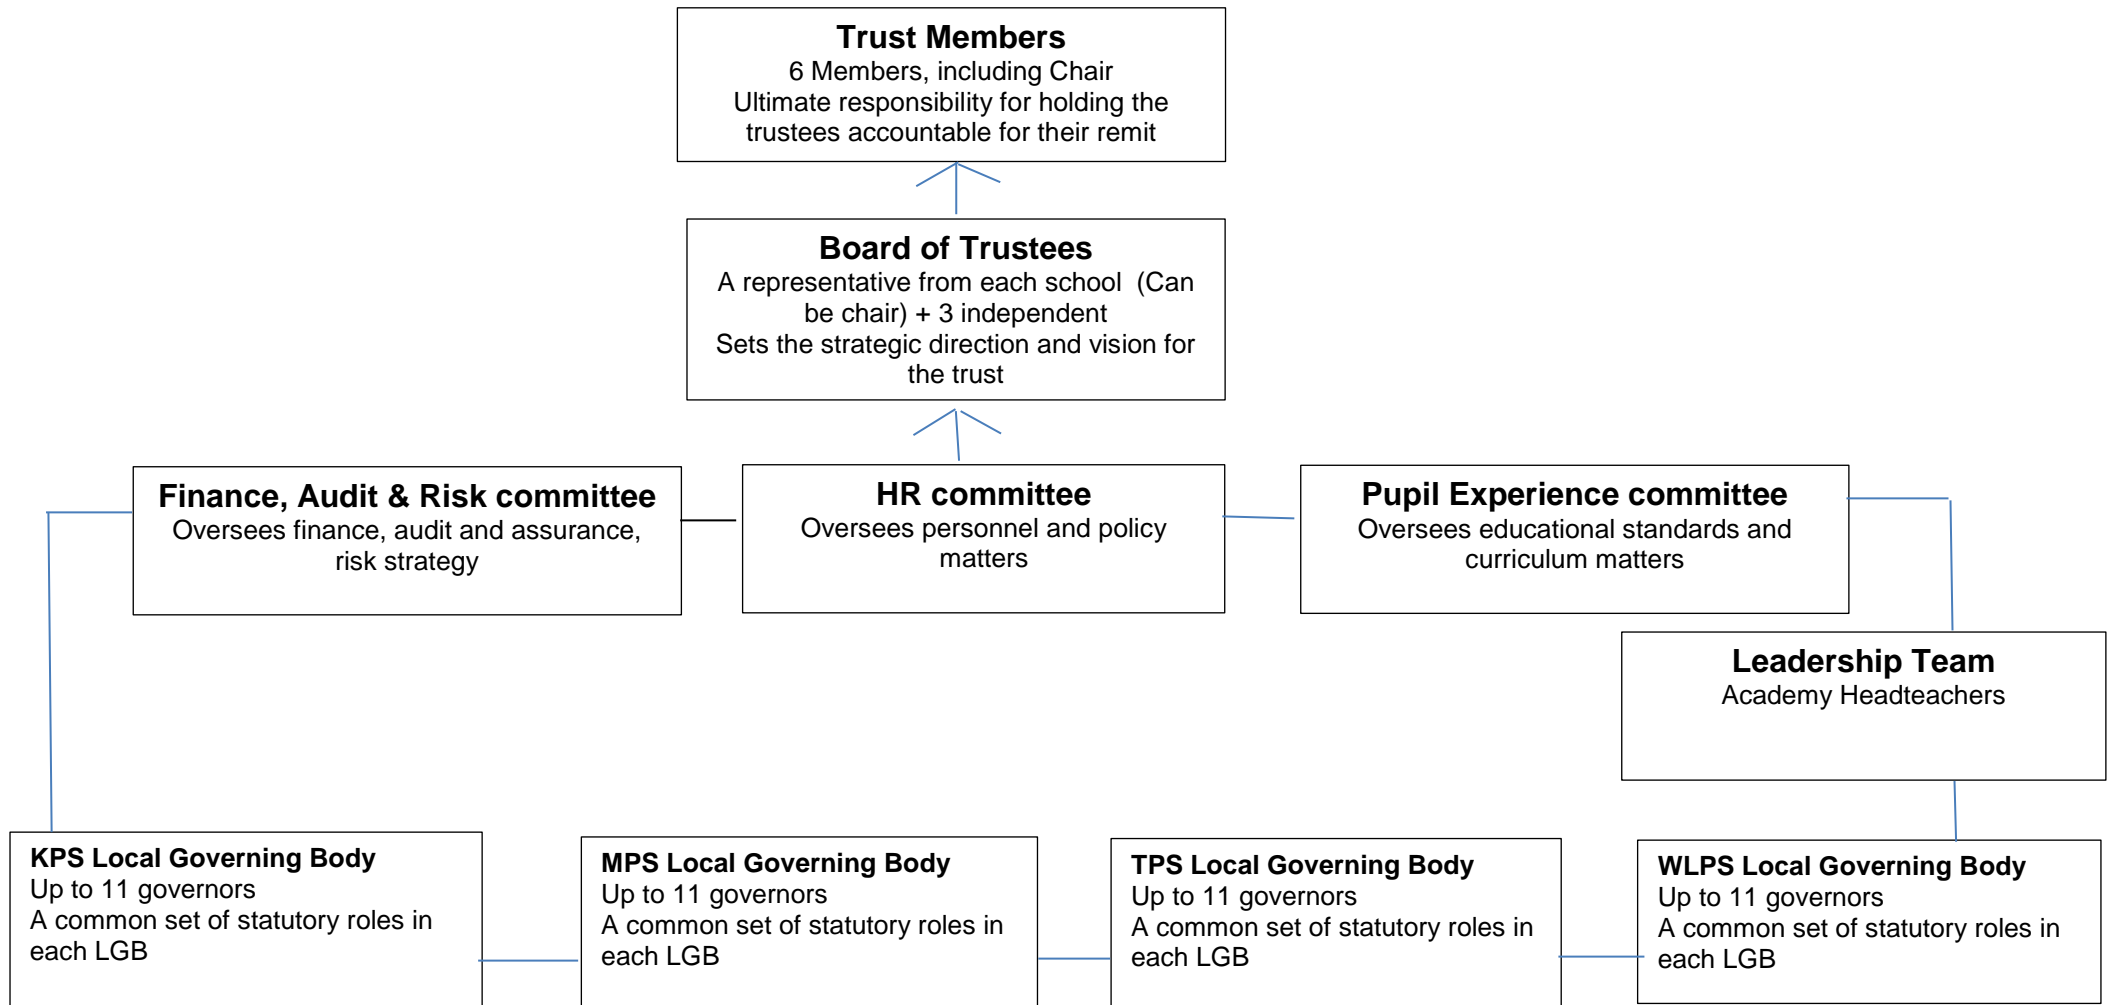 Trust Members
6 Members, including Chair
Ultimate responsibility for holding the
trustees accountable for their remit
Board of Trustees
A representative from each school  (Can
be chair) + 3 independent
Sets the strategic direction and vision for
the trust
Finance, Audit & Risk committee
Oversees finance, audit and assurance,
risk strategy
HR committee
Oversees personnel and policy
matters
Pupil Experience committee
Oversees educational standards and
curriculum matters
Leadership Team
Academy Headteachers
KPS Local Governing Body
Up to 11 governors
A common set of statutory roles in
each LGB
MPS Local Governing Body
Up to 11 governors
A common set of statutory roles in
each LGB
TPS Local Governing Body
Up to 11 governors
A common set of statutory roles in
each LGB
WLPS Local Governing Body
Up to 11 governors
A common set of statutory roles in
each LGB